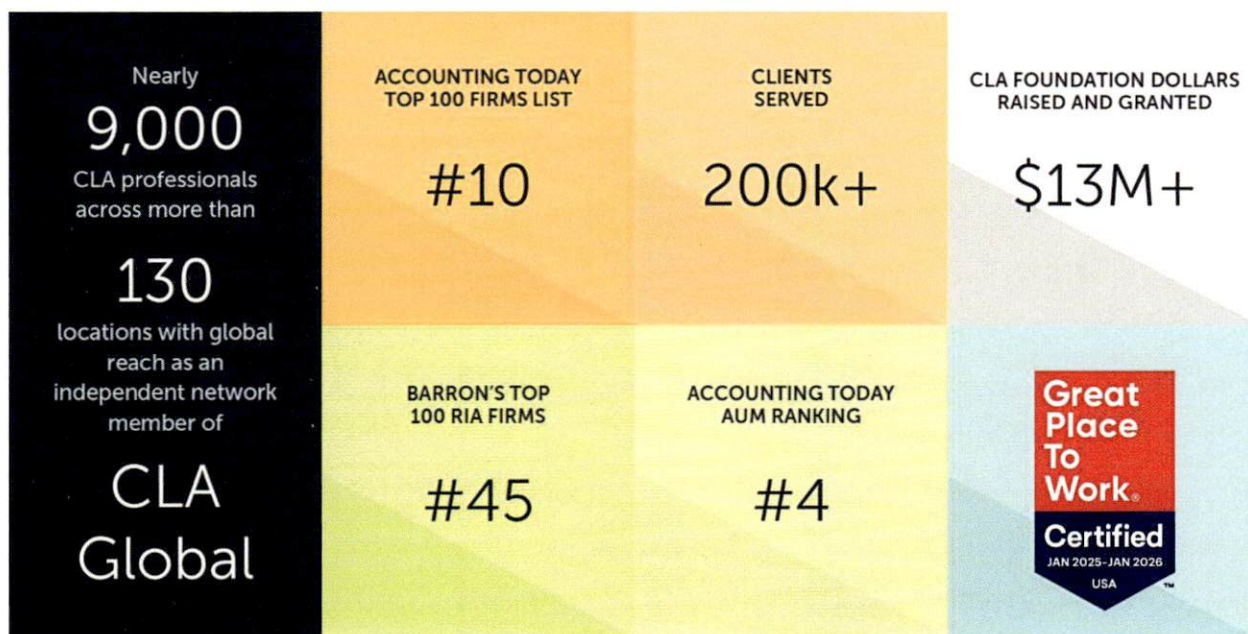 Nearly
9,000
CLA professionals
across more than
130
locations with global
reach as an
independent network
member of
CLA
Global
ACCOUNTING TODAY
TOP 100 FIRMS LIST
#10
CLIENTS
SERVED
200k+
CLA FOUNDATION DOLLARS
RAISED AND GRANTED
$13M+
BARRON'S TOP
100 RIA FIRMS
#45
ACCOUNTING TODAY
AUM RANKING
#4
Great
Place
To
Work®
Certified
JAN 2025-JAN 2026
USA
™